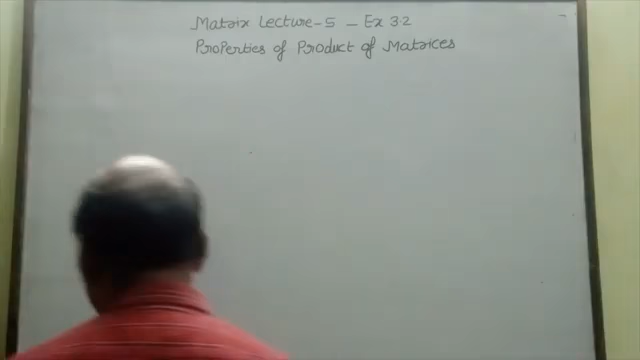 Matrix Lecture-5 - Ex 3.2
Properties of Product of Matrices